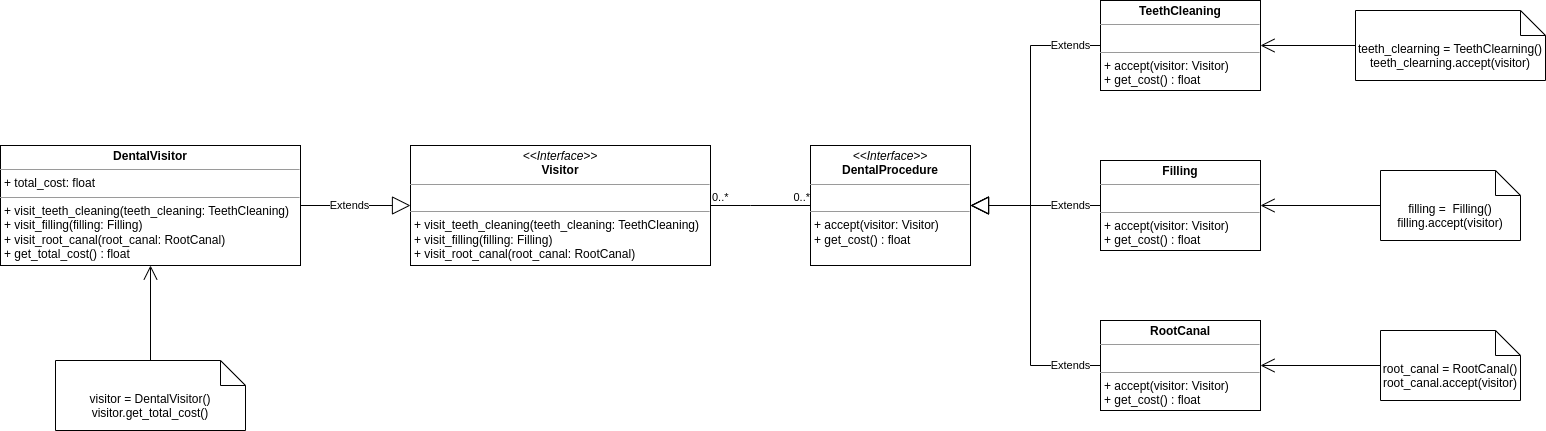 TeethCleaning
+ accept(visitor: Visitor)
+ get_cost() : float
Extends
teeth_clearning = TeethClearning()
teeth_clearning.accept(visitor)
DentalVisitor
+ total_cost: float
+ visit_teeth_cleaning(teeth_cleaning: TeethCleaning)
+ visit_filling(filling: Filling)
+ visit_root_canal(root_canal: RootCanal)
+ get_total_cost() : float
Extends
<<Interface>>
Visitor
+ visit_teeth_cleaning(teeth_cleaning: TeethCleaning)
+ visit_filling(filling: Filling)
+ visit_root_canal(root_canal: RootCanal)
0..*
0..*
<<Interface>>
DentalProcedure
+ accept(visitor: Visitor)
+ get_cost() : float
Extends
Filling
+ accept(visitor: Visitor)
+ get_cost() : float
filling =  Filling()
filling.accept(visitor)
Extends
RootCanal
+ accept(visitor: Visitor)
+ get_cost() : float
root_canal = RootCanal()
root_canal.accept(visitor)
visitor = DentalVisitor()
visitor.get_total_cost()